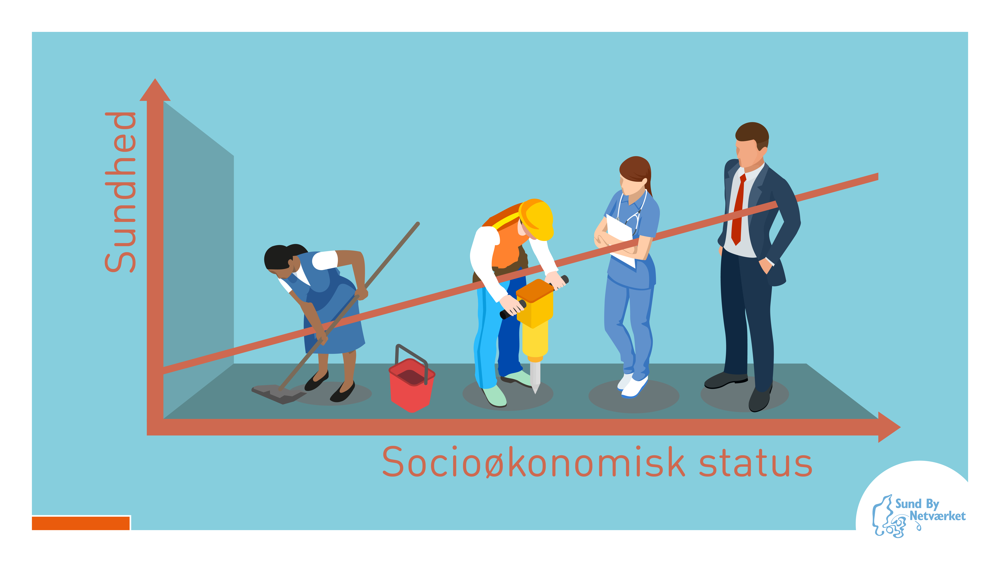 Sundhed
Socioøkonomisk status
Sund By
Netværket